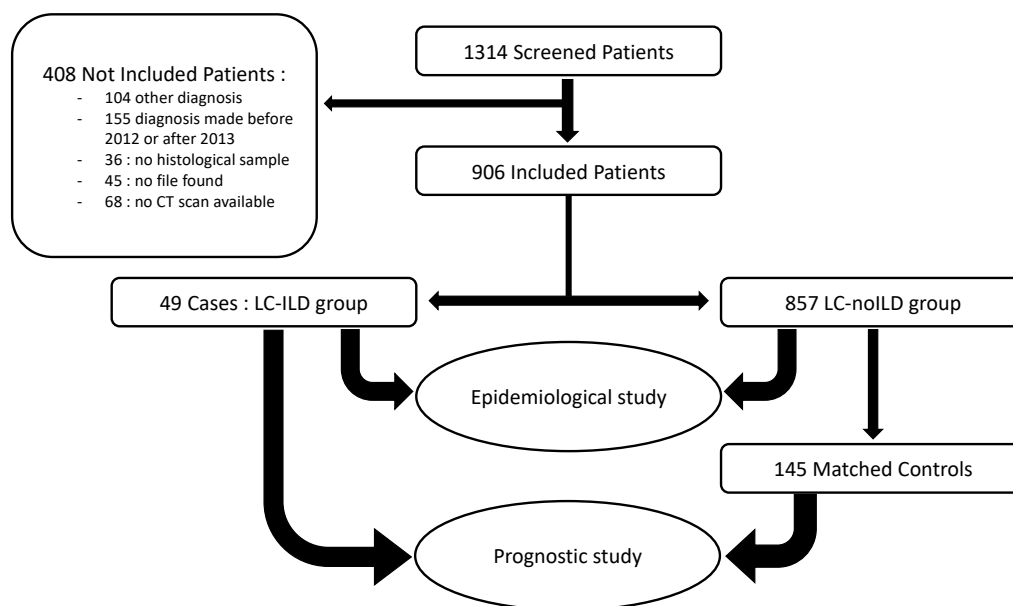 1314 Screened Patients
408 Not Included Patients :
- 104 other diagnosis
- 155 diagnosis made before
2012 or after 2013
- 36 : no histological sample
- 45 : no file found
- 68 : no CT scan available
906 Included Patients
49 Cases : LC-ILD group
857 LC-noILD group
Epidemiological study
145 Matched Controls
Prognostic study